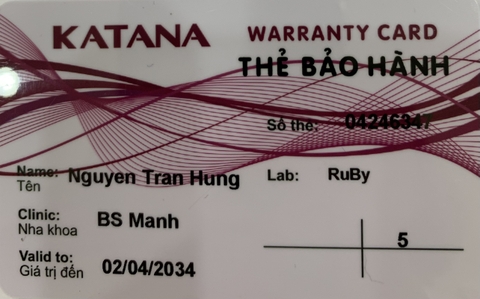 KATANA
WARRANTY CARD
THẺ BẢO HÀNH
Số thẻ: 04246347
Name: Nguyen Tran Hung Lab: RuBy
Tên
Clinic: BS Manh
Nha khoa
5
Valid to: 02/04/2034
Giá trị đến